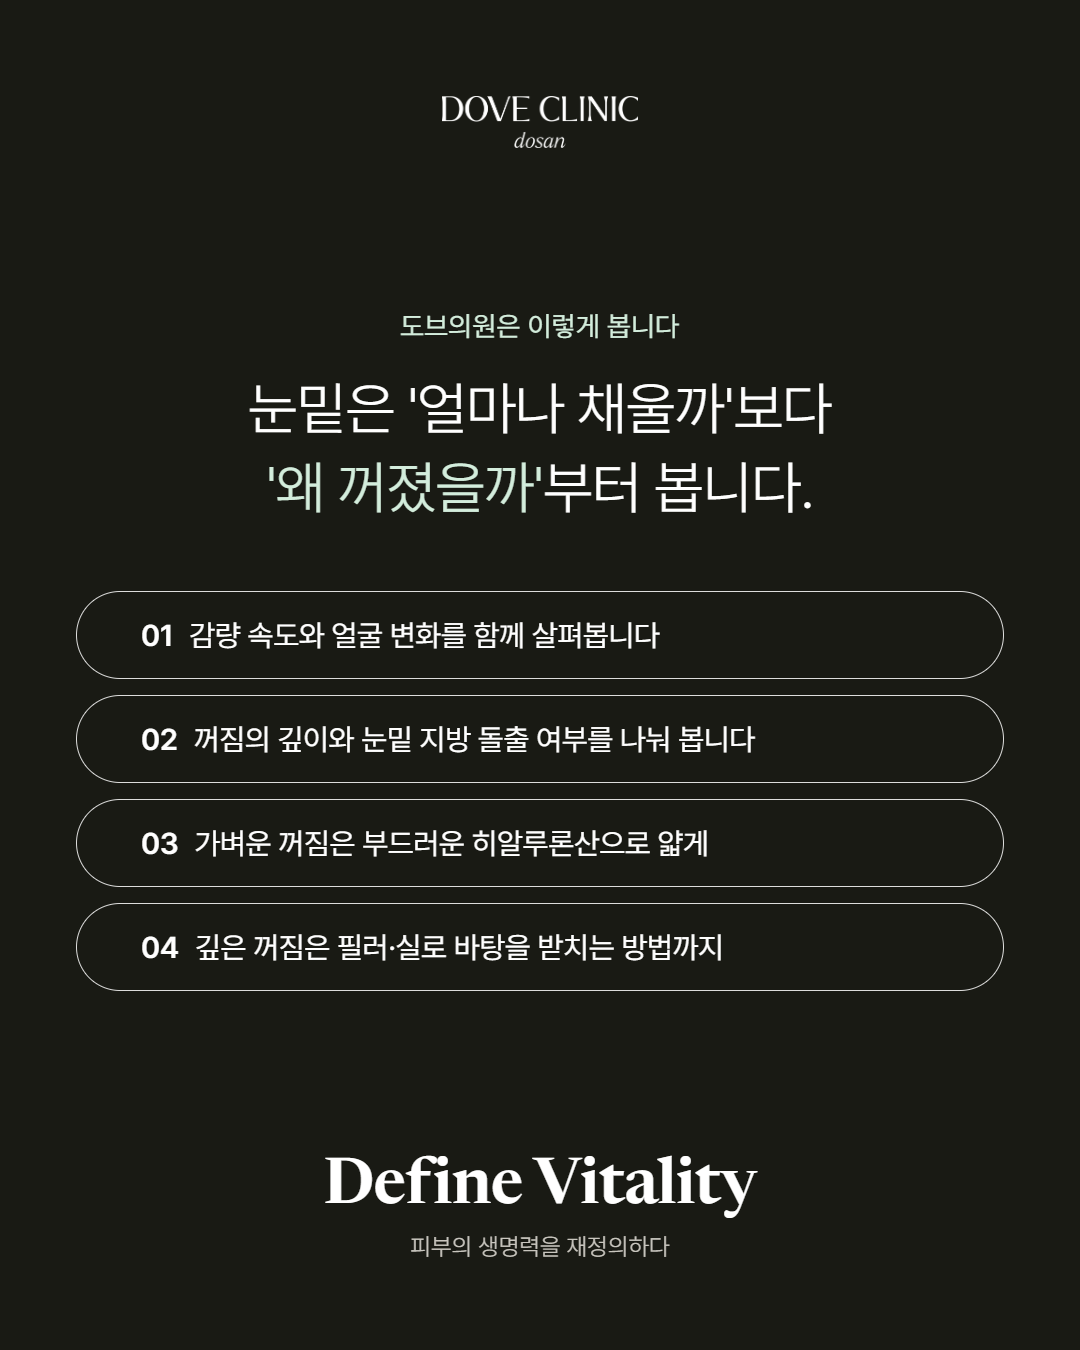 DOVE CLINIC
dosan
도브의원은 이렇게 봅니다
눈밑은 '얼마나 채울까'보다
'왜 꺼졌을까'부터 봅니다.
01 감량 속도와 얼굴 변화를 함께 살펴봅니다
02 꺼짐의 깊이와 눈밑 지방 돌출 여부를 나눠 봅니다
03 가벼운 꺼짐은 부드러운 히알루론산으로 얇게
04 깊은 꺼짐은 필러·실로 바탕을 받치는 방법까지
Define Vitality
피부의 생명력을 재정의하다